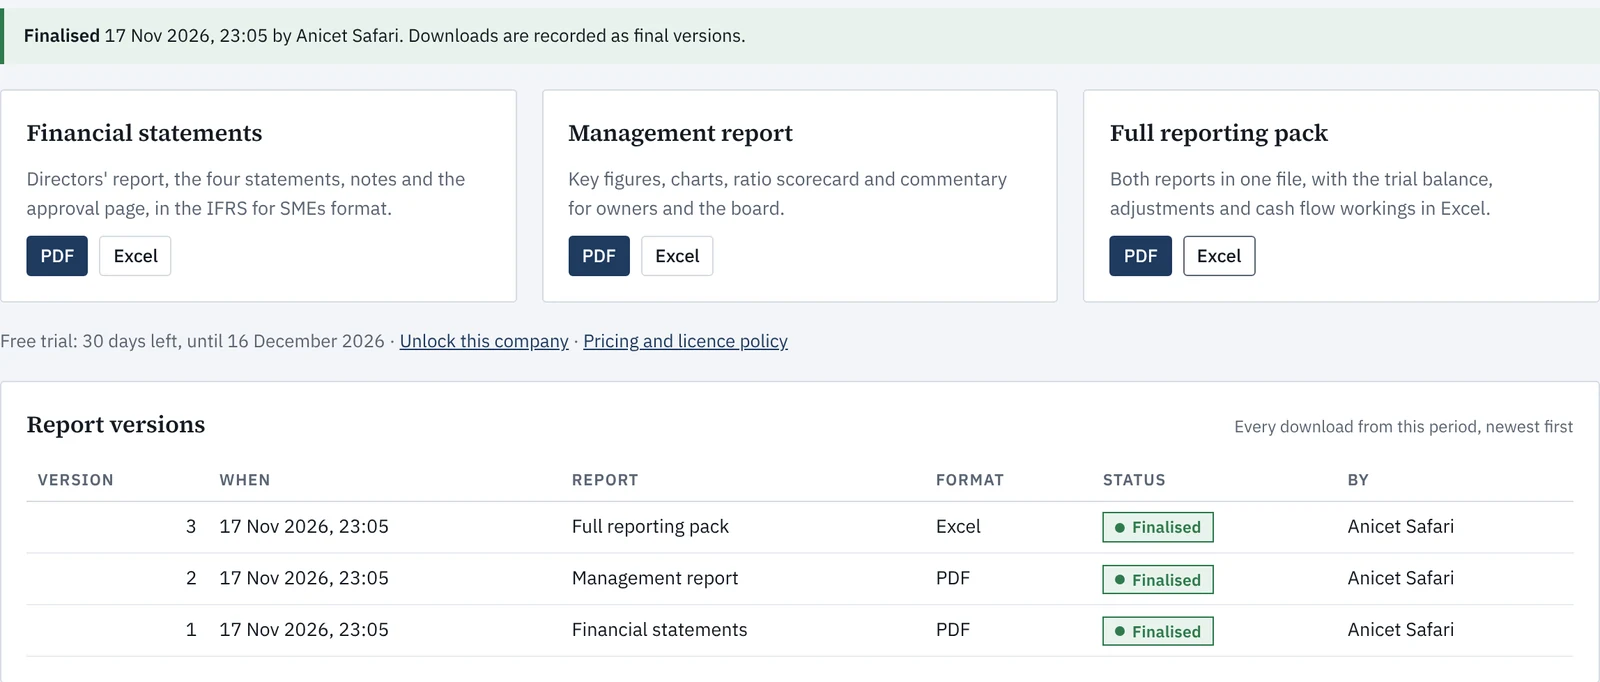 Finalised 17 Nov 2026, 23:05 by Anicet Safari. Downloads are recorded as final versions.
Financial statements
Directors' report, the four statements, notes and the
approval page, in the IFRS for SMEs format.
PDF Excel
Management report
Key figures, charts, ratio scorecard and commentary
for owners and the board.
PDF Excel
Full reporting pack
Both reports in one file, with the trial balance,
adjustments and cash flow workings in Excel.
PDF Excel
Free trial: 30 days left, until 16 December 2026 · Unlock this company · Pricing and licence policy
Report versions
Every download from this period, newest first
VERSION WHEN REPORT FORMAT STATUS BY
3 17 Nov 2026, 23:05 Full reporting pack Excel Finalised Anicet Safari
2 17 Nov 2026, 23:05 Management report PDF Finalised Anicet Safari
1 17 Nov 2026, 23:05 Financial statements PDF Finalised Anicet Safari